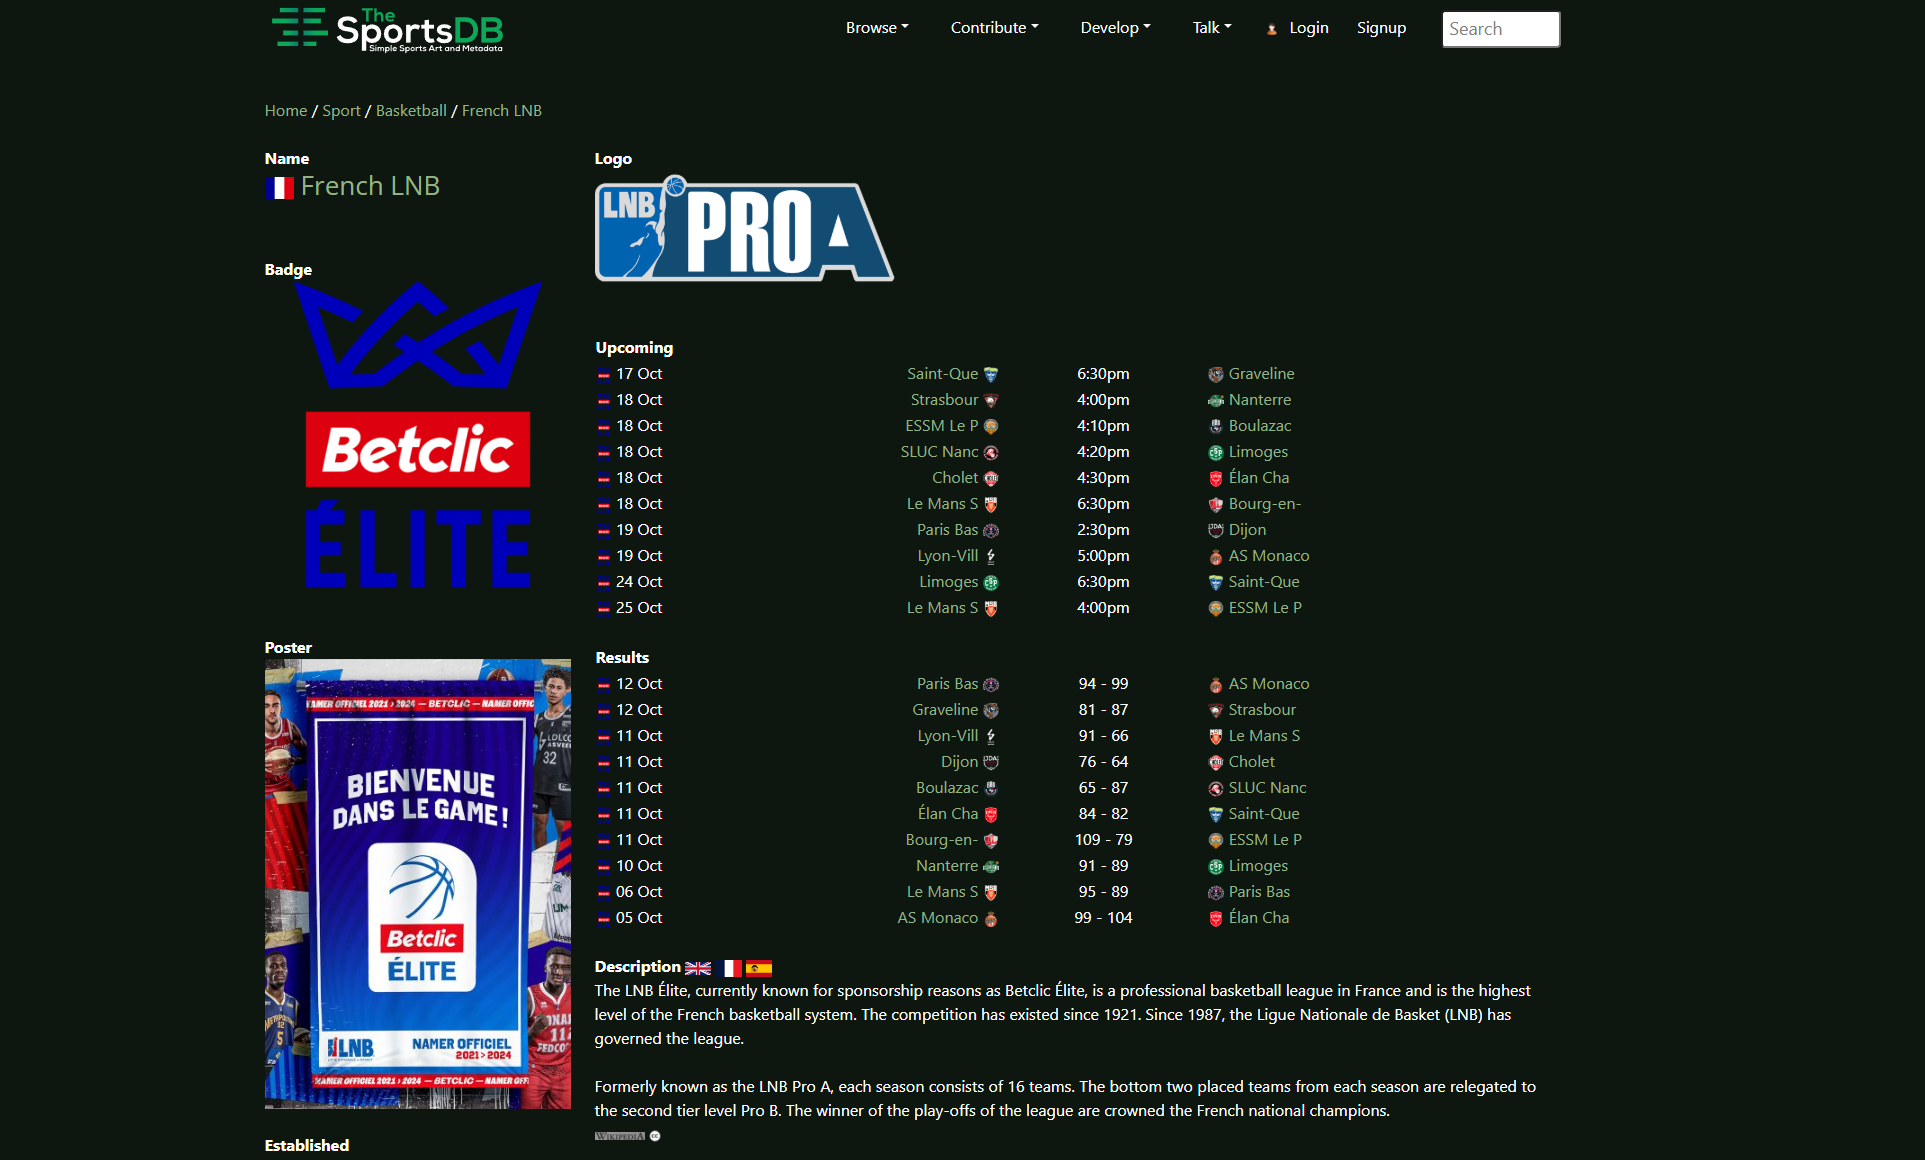 The
SportsDB
Simple Sports Art and Metadata
Browse
Contribute
Develop
Talk
Login
Signup
Search
Home / Sport / Basketball / French LNB
Name
French LNB
Badge
Betclic
ÉLITE
Poster
NAMER OFFICIEL 2021 > 2024 — BETCLIC — NAMER OFFIC
LDLC
ASVEL
32
BIENVENUE
DANS LE GAME !
Betclic
ÉLITE
5
LNB
NAMER OFFICIEL
2021 > 2024
NAMER OFFICIEL 2021 > 2024 — BETCLIC — NAMER OFFI
Established
Logo
LNB
PRO A
Upcoming
17 Oct Saint-Que 6:30pm Graveline
18 Oct Strasbour 4:00pm Nanterre
18 Oct ESSM Le P 4:10pm Boulazac
18 Oct SLUC Nanc 4:20pm Limoges
18 Oct Cholet 4:30pm Élan Cha
18 Oct Le Mans S 6:30pm Bourg-en-
19 Oct Paris Bas 2:30pm Dijon
19 Oct Lyon-Vill 5:00pm AS Monaco
24 Oct Limoges 6:30pm Saint-Que
25 Oct Le Mans S 4:00pm ESSM Le P
Results
12 Oct Paris Bas 94 - 99 AS Monaco
12 Oct Graveline 81 - 87 Strasbour
11 Oct Lyon-Vill 91 - 66 Le Mans S
11 Oct Dijon 76 - 64 Cholet
11 Oct Boulazac 65 - 87 SLUC Nanc
11 Oct Élan Cha 84 - 82 Saint-Que
11 Oct Bourg-en- 109 - 79 ESSM Le P
10 Oct Nanterre 91 - 89 Limoges
06 Oct Le Mans S 95 - 89 Paris Bas
05 Oct AS Monaco 99 - 104 Élan Cha
Description
The LNB Élite, currently known for sponsorship reasons as Betclic Élite, is a professional basketball league in France and is the highest
level of the French basketball system. The competition has existed since 1921. Since 1987, the Ligue Nationale de Basket (LNB) has
governed the league.
Formerly known as the LNB Pro A, each season consists of 16 teams. The bottom two placed teams from each season are relegated to
the second tier level Pro B. The winner of the play-offs of the league are crowned the French national champions.
WIKIPEDIA cc